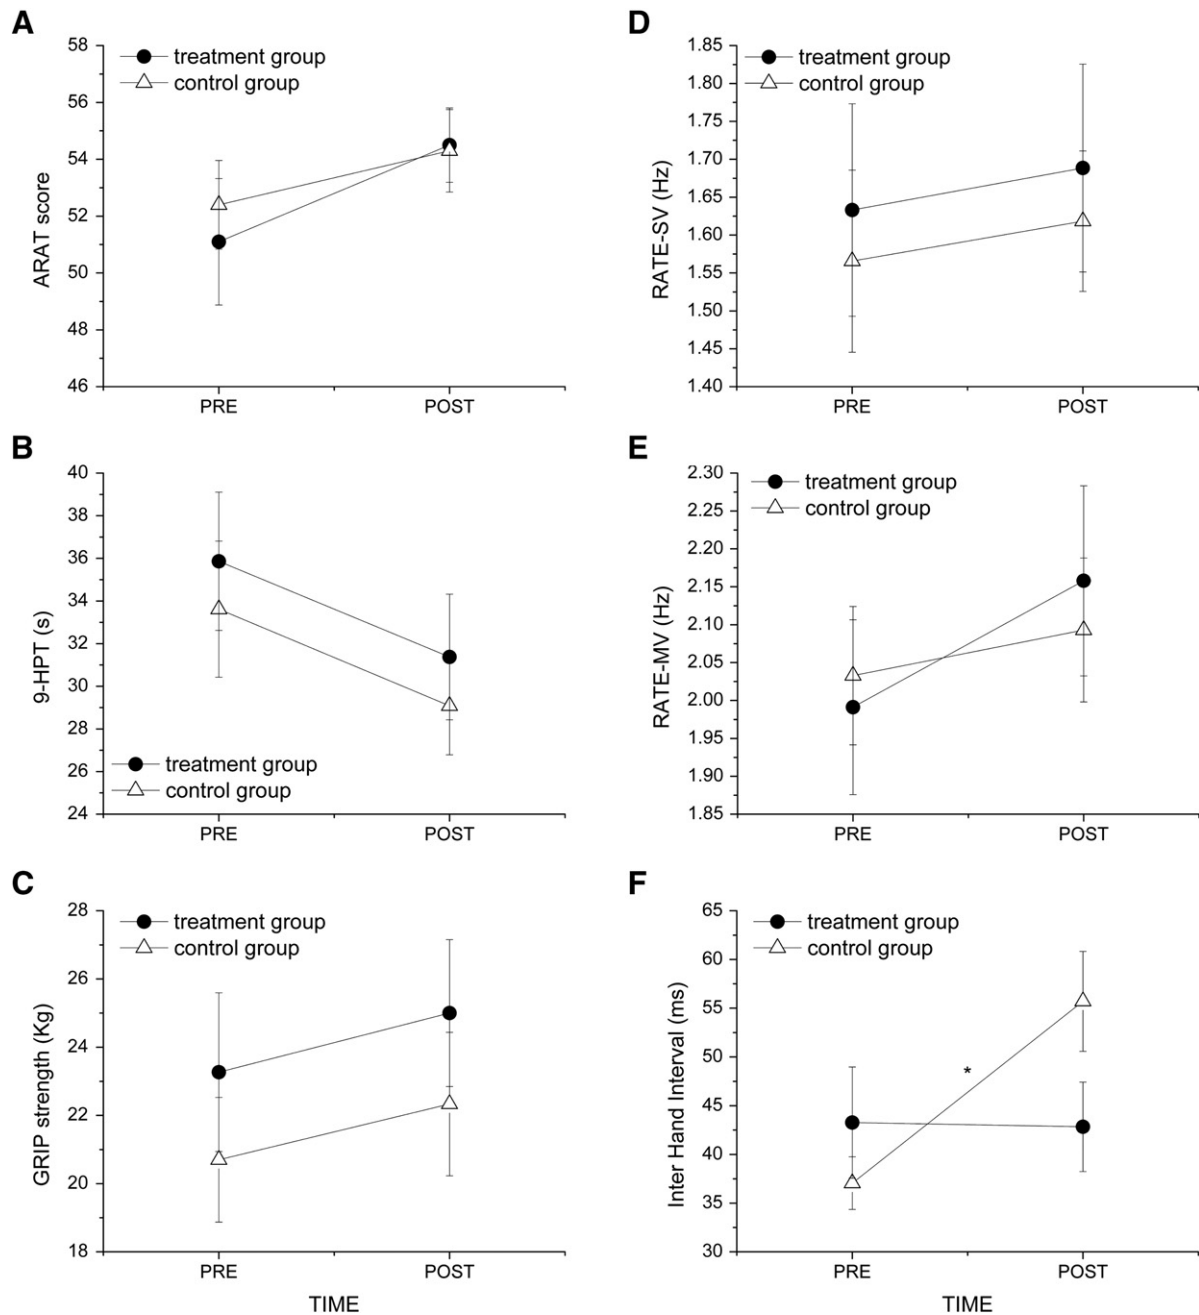 A
58
56
54
52
50
48
46
ARAT score
treatment group
control group
PRE
POST
D
1.85
1.80
1.75
1.70
1.65
1.60
1.55
1.50
1.45
1.40
RATE-SV (Hz)
treatment group
control group
PRE
POST
B
40
38
36
34
32
30
28
26
24
9-HPT (s)
treatment group
control group
PRE
POST
E
2.30
2.25
2.20
2.15
2.10
2.05
2.00
1.95
1.90
1.85
RATE-MV (Hz)
treatment group
control group
PRE
POST
C
28
26
24
22
20
18
GRIP strength (Kg)
treatment group
control group
PRE
POST
TIME
F
65
60
55
50
45
40
35
30
Inter Hand Interval (ms)
treatment group
control group
*
PRE
POST
TIME